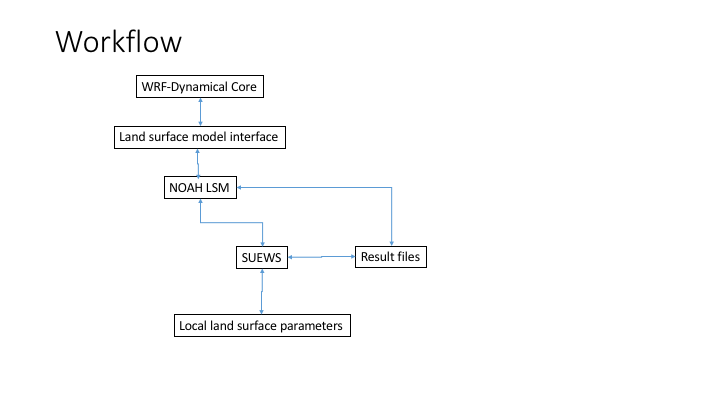 Workflow
WRF-Dynamical Core
Land surface model interface
NOAH LSM
SUEWS
Result files
Local land surface parameters